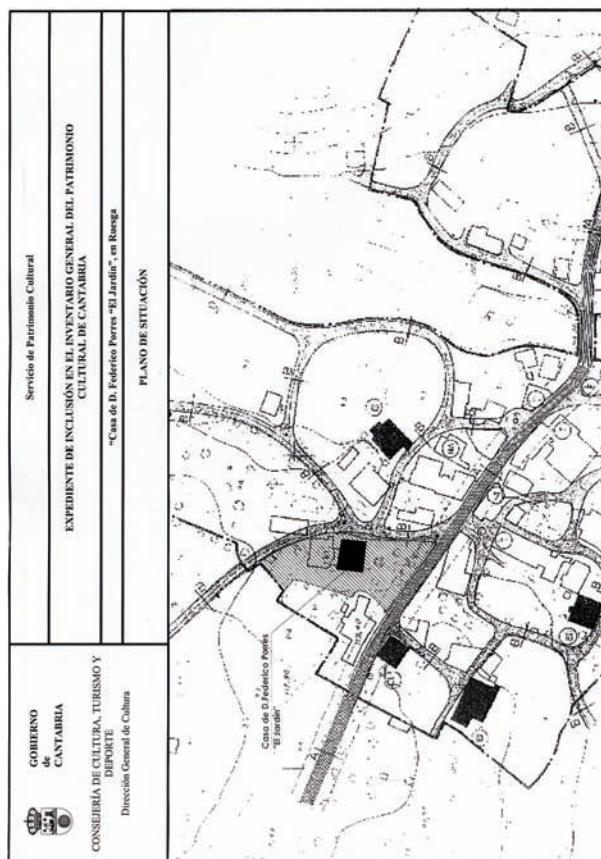 GOBIERNO
de
CANTABRIA
CONSEJERÍA DE CULTURA, TURISMO Y
DEPORTE
Dirección General de Cultura
Servicio de Patrimonio Cultural
EXPEDIENTE DE INCLUSIÓN EN EL INVENTARIO GENERAL DEL PATRIMONIO
CULTURAL DE CANTABRIA
"Casa de D. Federico Porres "El Jardín", en Ruesga
PLANO DE SITUACIÓN
Casa de D.Federico Porres
"El Jardín"